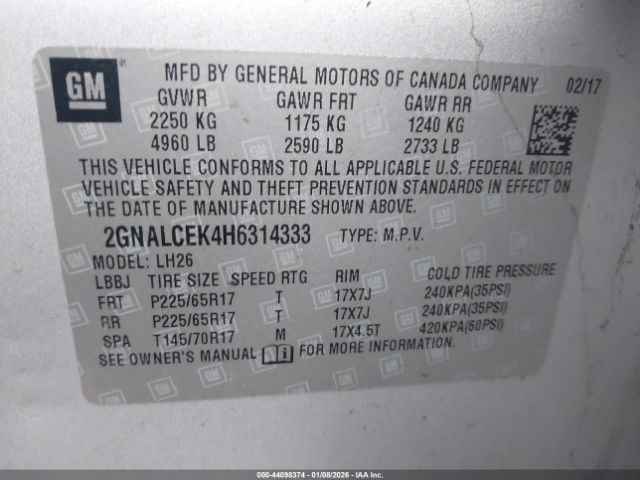 GM
MFD BY GENERAL MOTORS OF CANADA COMPANY 02/17
GVWR GAWR FRT GAWR RR
2250 KG 1175 KG 1240 KG
4960 LB 2590 LB 2733 LB
THIS VEHICLE CONFORMS TO ALL APPLICABLE U.S. FEDERAL MOTOR
VEHICLE SAFETY AND THEFT PREVENTION STANDARDS IN EFFECT ON
THE DATE OF MANUFACTURE SHOWN ABOVE.
2GNALCEK4H6314333 TYPE: M.P.V.
MODEL: LH26
LBBJ TIRE SIZE SPEED RTG RIM COLD TIRE PRESSURE
FRT P225/65R17 T 17X7J 240KPA(35PSI)
RR P225/65R17 T 17X7J 240KPA(35PSI)
SPA T145/70R17 M 17X4.5T 420KPA(60PSI)
SEE OWNER'S MANUAL i FOR MORE INFORMATION.
000-44098374 | 01/08/2026 - IAAI.COM